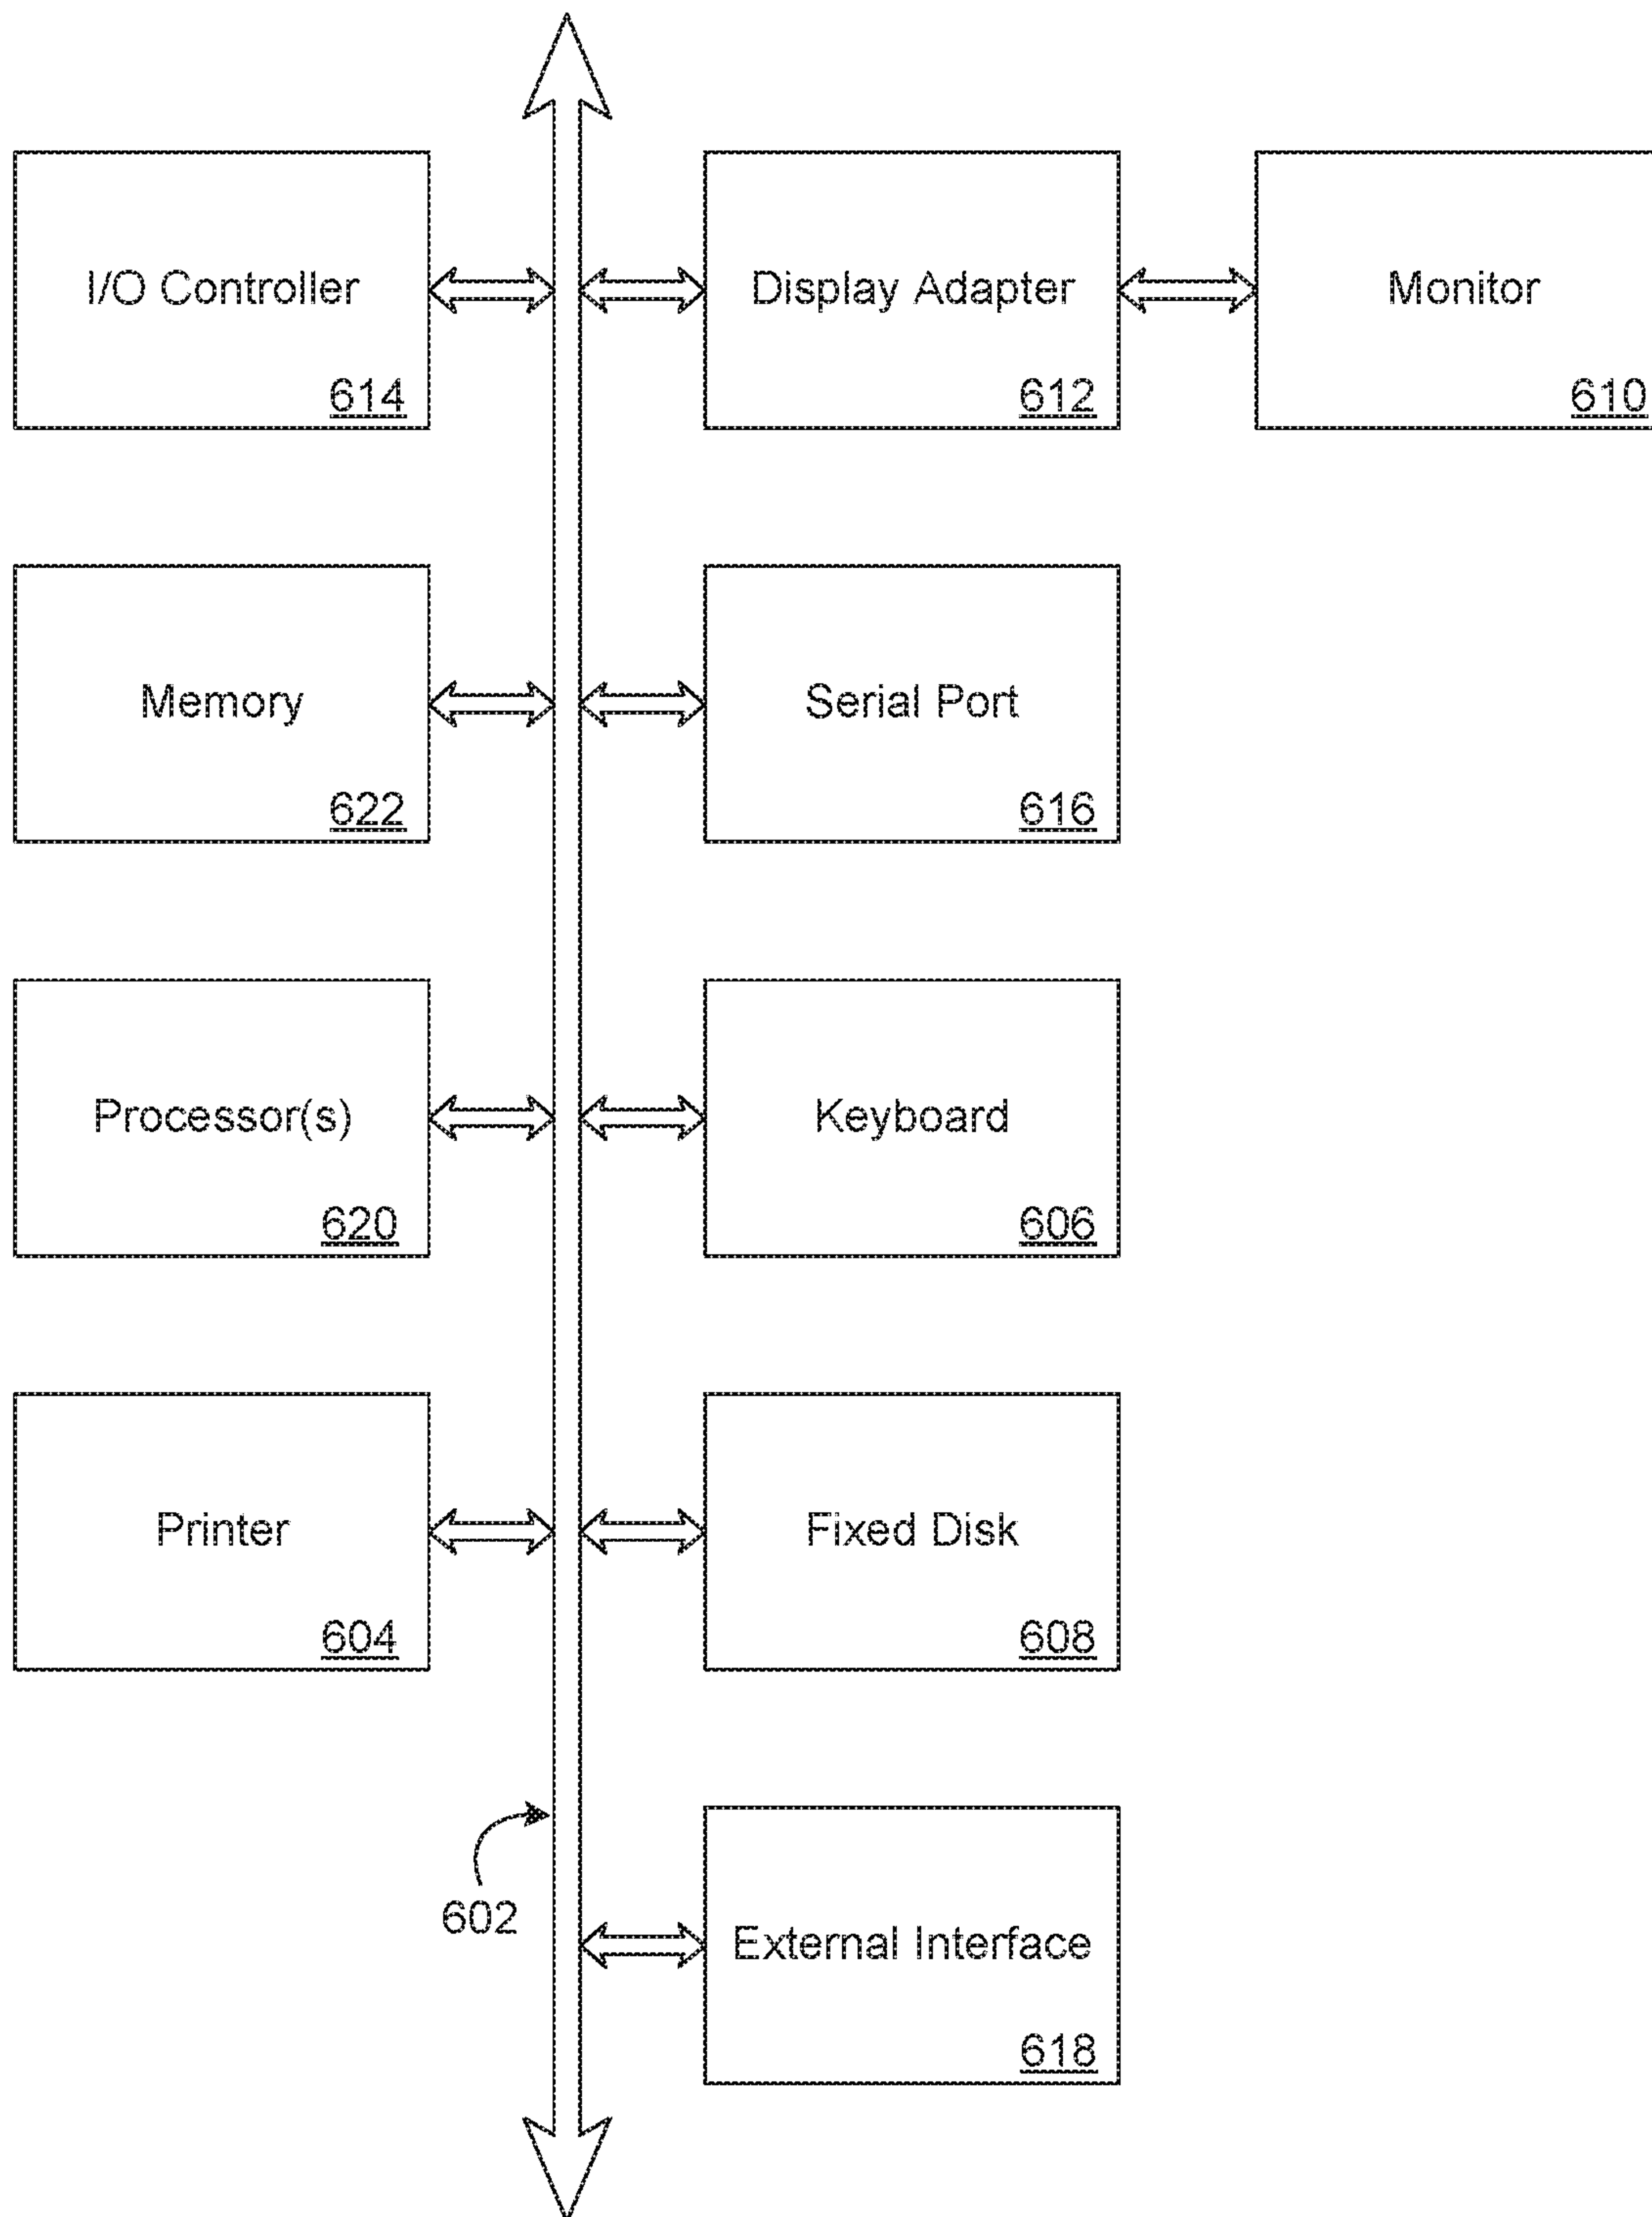 I/O Controller
614
Display Adapter
612
Monitor
610
Memory
622
Serial Port
616
Processor(s)
620
Keyboard
606
Printer
604
Fixed Disk
608
602
External Interface
618